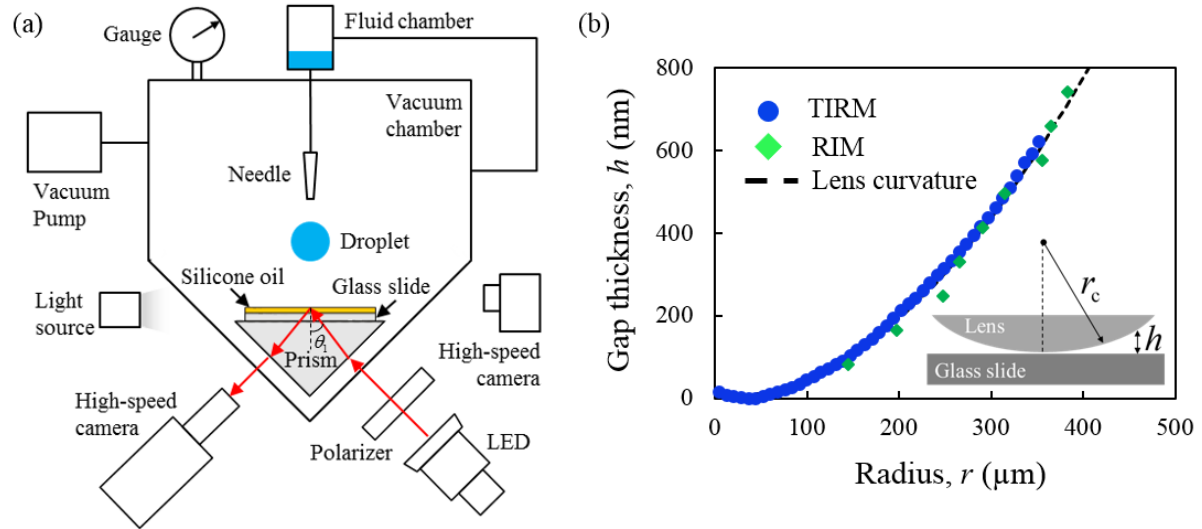 (a)
Gauge
Fluid chamber
Vacuum
chamber
Vacuum
Pump
Needle
Droplet
Silicone oil
Glass slide
Light
source
θ1
Prism
High-speed
camera
High-speed
camera
Polarizer
LED
(b)
Gap thickness, h (nm)
800
600
400
200
0
TIRM
RIM
Lens curvature
rc
Lens
h
Glass slide
0
100
200
300
400
500
Radius, r (µm)